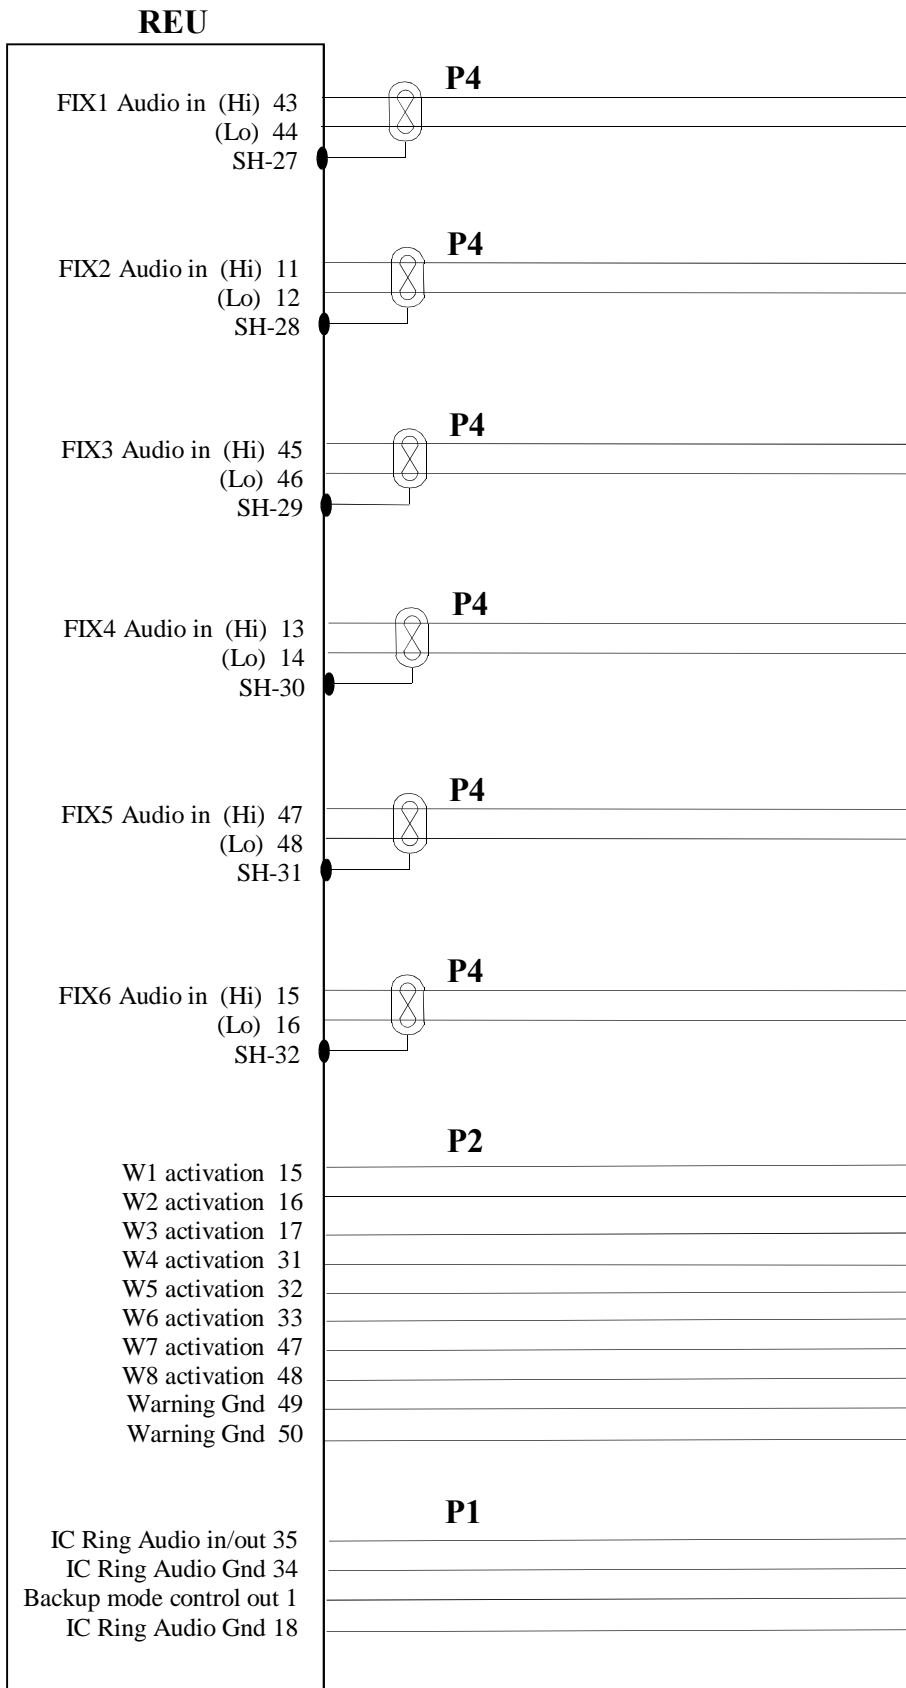 REU
P4
FIX1 Audio in (Hi) 43
(Lo) 44
SH-27
P4
FIX2 Audio in (Hi) 11
(Lo) 12
SH-28
P4
FIX3 Audio in (Hi) 45
(Lo) 46
SH-29
P4
FIX4 Audio in (Hi) 13
(Lo) 14
SH-30
P4
FIX5 Audio in (Hi) 47
(Lo) 48
SH-31
P4
FIX6 Audio in (Hi) 15
(Lo) 16
SH-32
P2
W1 activation 15
W2 activation 16
W3 activation 17
W4 activation 31
W5 activation 32
W6 activation 33
W7 activation 47
W8 activation 48
Warning Gnd 49
Warning Gnd 50
P1
IC Ring Audio in/out 35
IC Ring Audio Gnd 34
Backup mode control out 1
IC Ring Audio Gnd 18